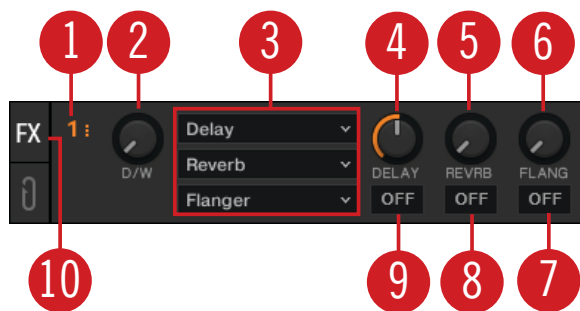 1 2 3 4 5 6
FX 1 D/W Delay DELAY REVRB FLANG
Reverb
Flanger OFF OFF OFF
10 9 8 7